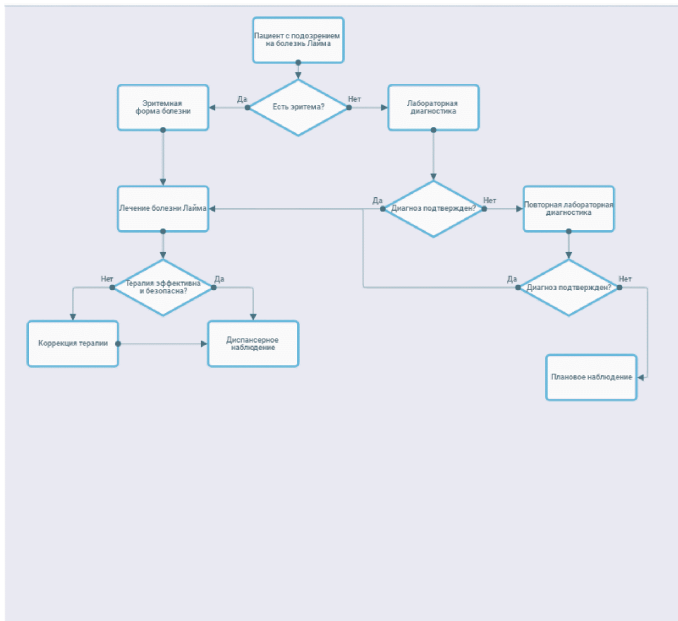 Пациент с подозрением
на болезнь Лайма
Да
Есть эритема?
Нет
Эритемная
форма болезни
Лабораторная
диагностика
Лечение болезни Лайма
Да
Диагноз подтвержден?
Нет
Повторная лабораторная
диагностика
Нет
Терапия эффективна
и безопасна?
Да
Да
Диагноз подтвержден?
Нет
Коррекция терапии
Диспансерное
наблюдение
Плановое наблюдение